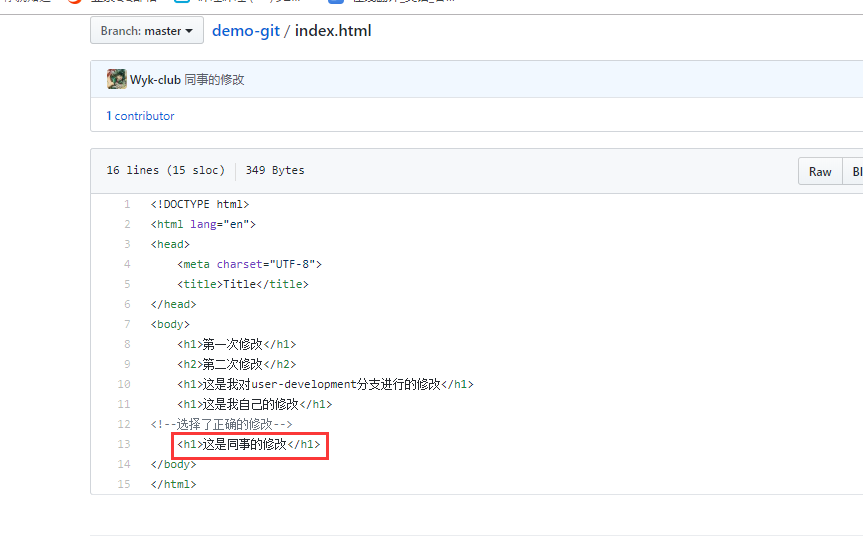 Branch: master
demo-git / index.html
Wyk-club 同事的修改
1 contributor
16 lines (15 sloc) 349 Bytes
Raw
1 <!DOCTYPE html>
2 <html lang="en">
3 <head>
4 <meta charset="UTF-8">
5 <title>Title</title>
6 </head>
7 <body>
8 <h1>第一次修改</h1>
9 <h2>第二次修改</h2>
10 <h1>这是我对user-development分支进行的修改</h1>
11 <h1>这是我自己的修改</h1>
12 <!--选择了正确的修改-->
13 <h1>这是同事的修改</h1>
14 </body>
15 </html>